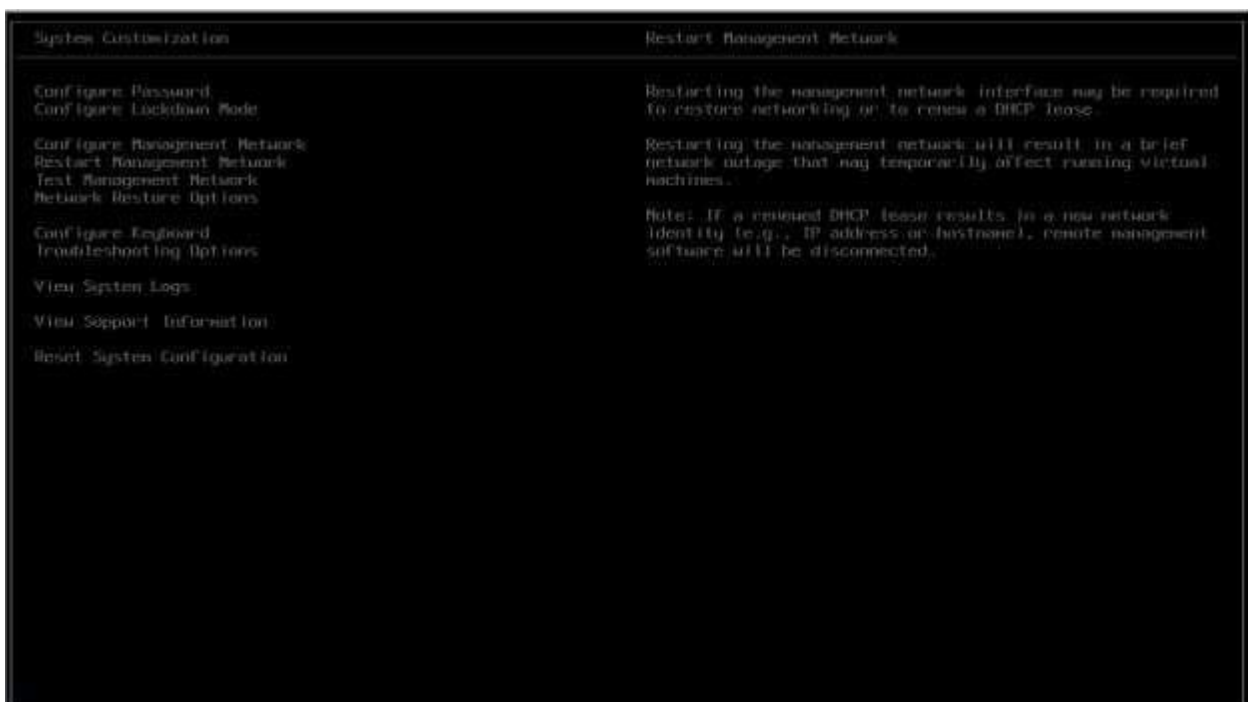 System Customization
Restart Management Network
Configure Password
Configure Lockdown Mode
Configure Management Network
Restart Management Network
Test Management Network
Network Restore Options
Configure Keyboard
Troubleshooting Options
View System Logs
View Support Information
Reset System Configuration
Restarting the management network interface may be required
to restore networking or to renew a DHCP lease.
Restarting the management network will result in a brief
network outage that may temporarily affect running virtual
machines.
Note: If a renewed DHCP lease results in a new network
identity (e.g., IP address or hostname), remote management
software will be disconnected.